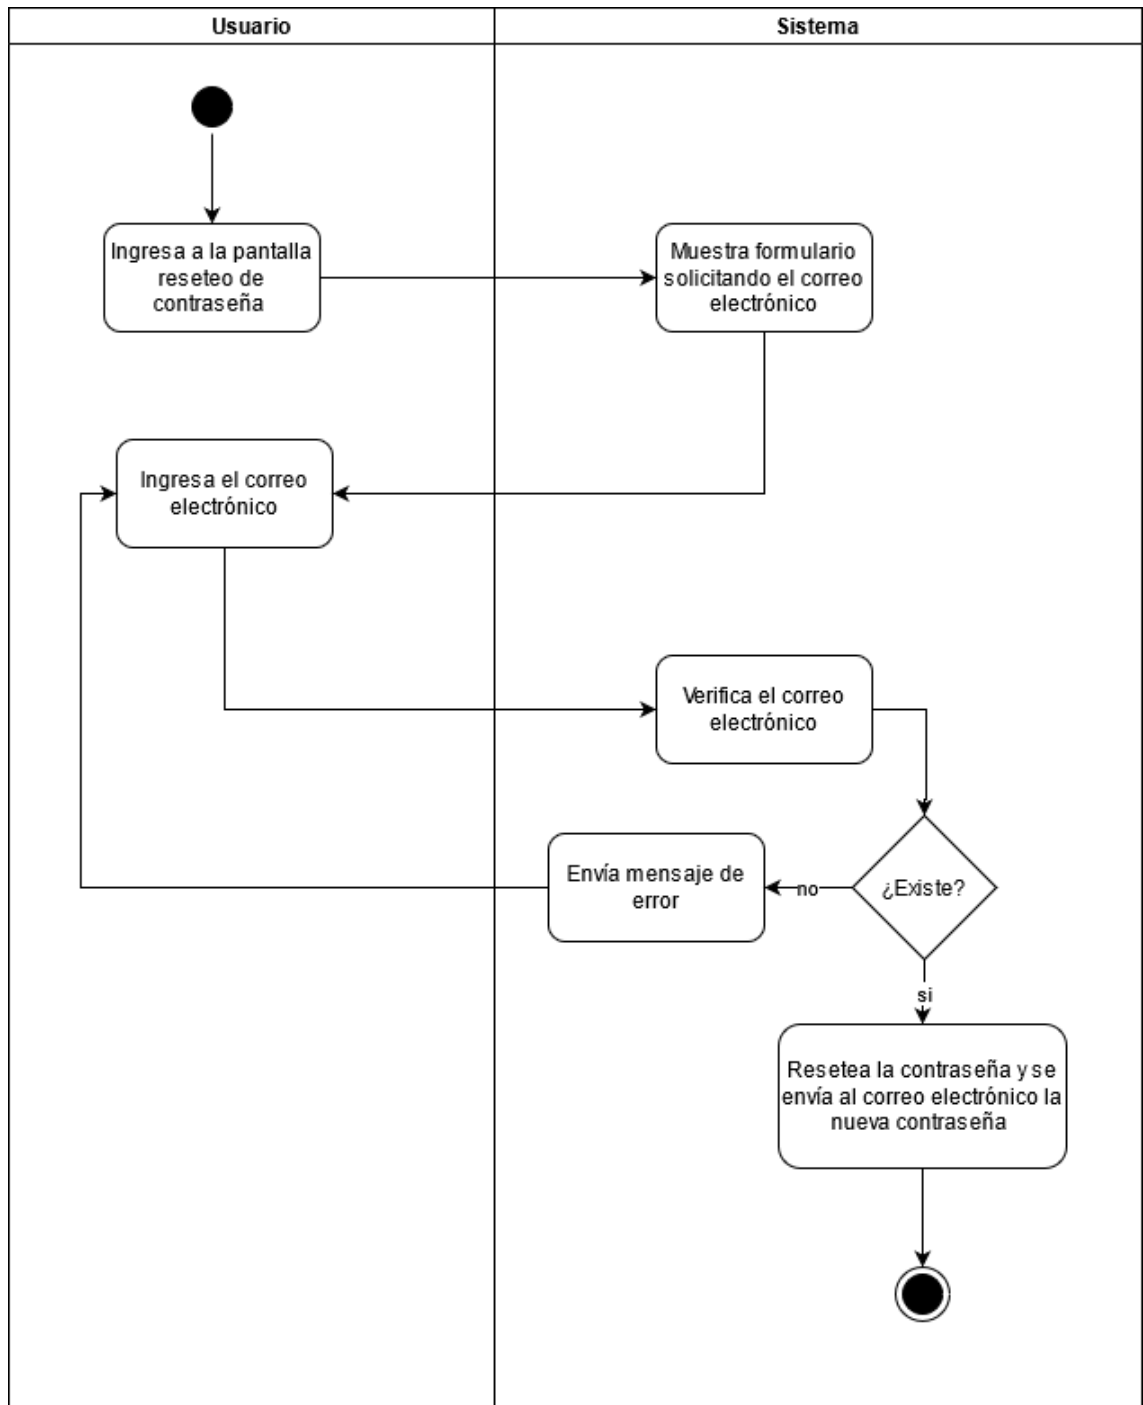 Usuario
Sistema
Ingresa a la pantalla
reseteo de
contraseña
Muestra formulario
solicitando el correo
electrónico
Ingresa el correo
electrónico
Verifica el correo
electrónico
¿Existe?
no
Envía mensaje de
error
si
Resetea la contraseña y se
envía al correo electrónico la
nueva contraseña